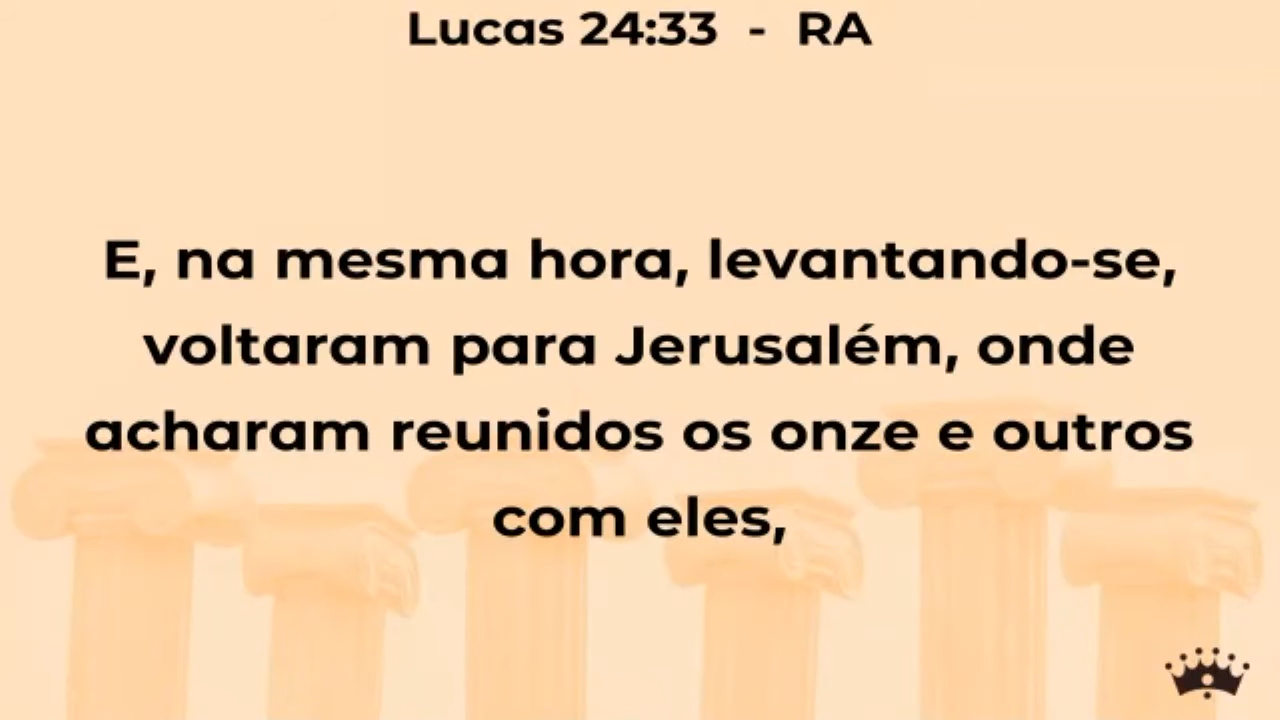 Lucas 24:33 - RA
E, na mesma hora, levantando-se,
voltaram para Jerusalém, onde
acharam reunidos os onze e outros
com eles,